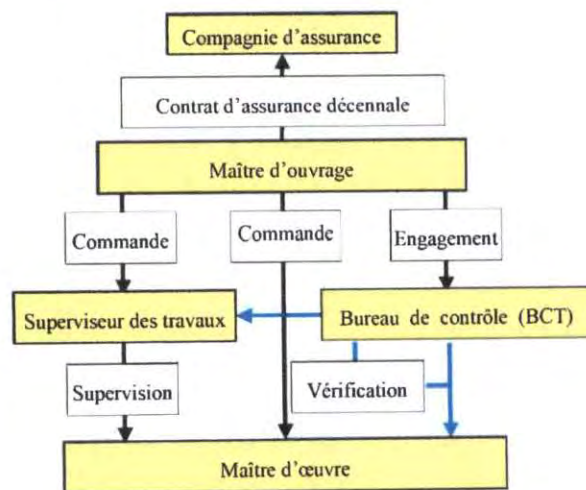 Compagnie d'assurance
Contrat d'assurance décennale
Maître d'ouvrage
Commande
Commande
Engagement
Superviseur des travaux
Bureau de contrôle (BCT)
Supervision
Vérification
Maître d'œuvre